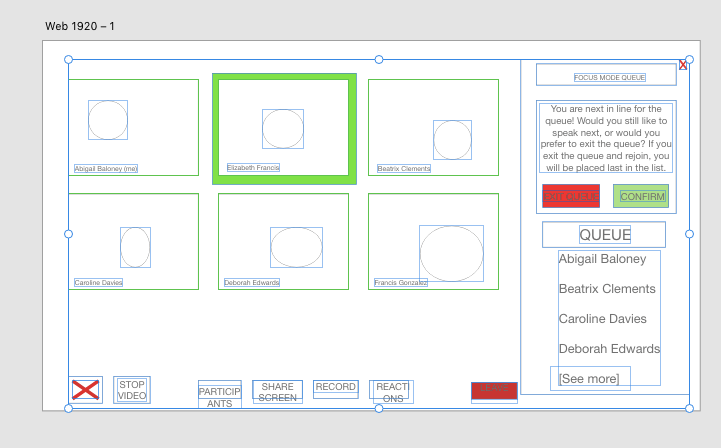 Web 1920 – 1
FOCUS MODE QUEUE
You are next in line for the
queue! Would you still like to
speak next, or would you
prefer to exit the queue? If you
exit the queue and rejoin, you
will be placed last in the list.
EXIT QUEUE
CONFIRM
Abigail Baloney (me)
Elizabeth Francis
Beatrix Clements
Caroline Davies
Deborah Edwards
Francis Gonzalez
QUEUE
Abigail Baloney
Beatrix Clements
Caroline Davies
Deborah Edwards
[See more]
STOP
VIDEO
PARTICIP
ANTS
SHARE
SCREEN
RECORD
REACTI
ONS